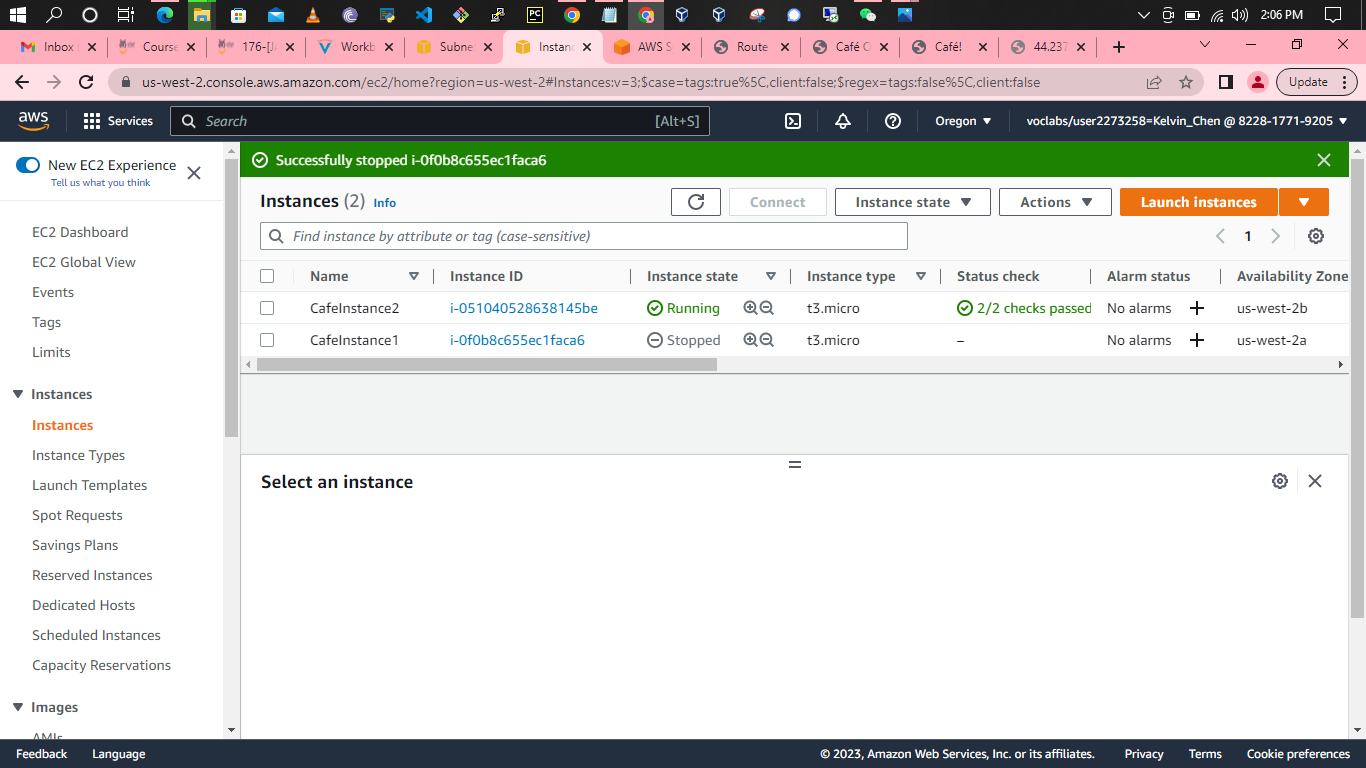 2:06 PM
Inbox
Course
176-[JA
Workb
Subne
Instanc
AWS S
Route
Café C
Café!
44.237
us-west-2.console.aws.amazon.com/ec2/home?region=us-west-2#Instances:v=3;$case=tags:true%5C,client:false;$regex=tags:false%5C,client:false
Update
aws
Services
Search
[Alt+S]
Oregon
voclabs/user2273258=Kelvin_Chen @ 8228-1771-9205
New EC2 Experience
Tell us what you think
EC2 Dashboard
EC2 Global View
Events
Tags
Limits
Instances
Instances
Instance Types
Launch Templates
Spot Requests
Savings Plans
Reserved Instances
Dedicated Hosts
Scheduled Instances
Capacity Reservations
Images
AMIs
Successfully stopped i-0f0b8c655ec1faca6
Instances (2) Info
Connect
Instance state
Actions
Launch instances
Find instance by attribute or tag (case-sensitive)
1
Name Instance ID Instance state Instance type Status check Alarm status Availability Zone
CafeInstance2 i-051040528638145be Running t3.micro 2/2 checks passed No alarms + us-west-2b
CafeInstance1 i-0f0b8c655ec1faca6 Stopped t3.micro – No alarms + us-west-2a
Select an instance
Feedback Language © 2023, Amazon Web Services, Inc. or its affiliates. Privacy Terms Cookie preferences